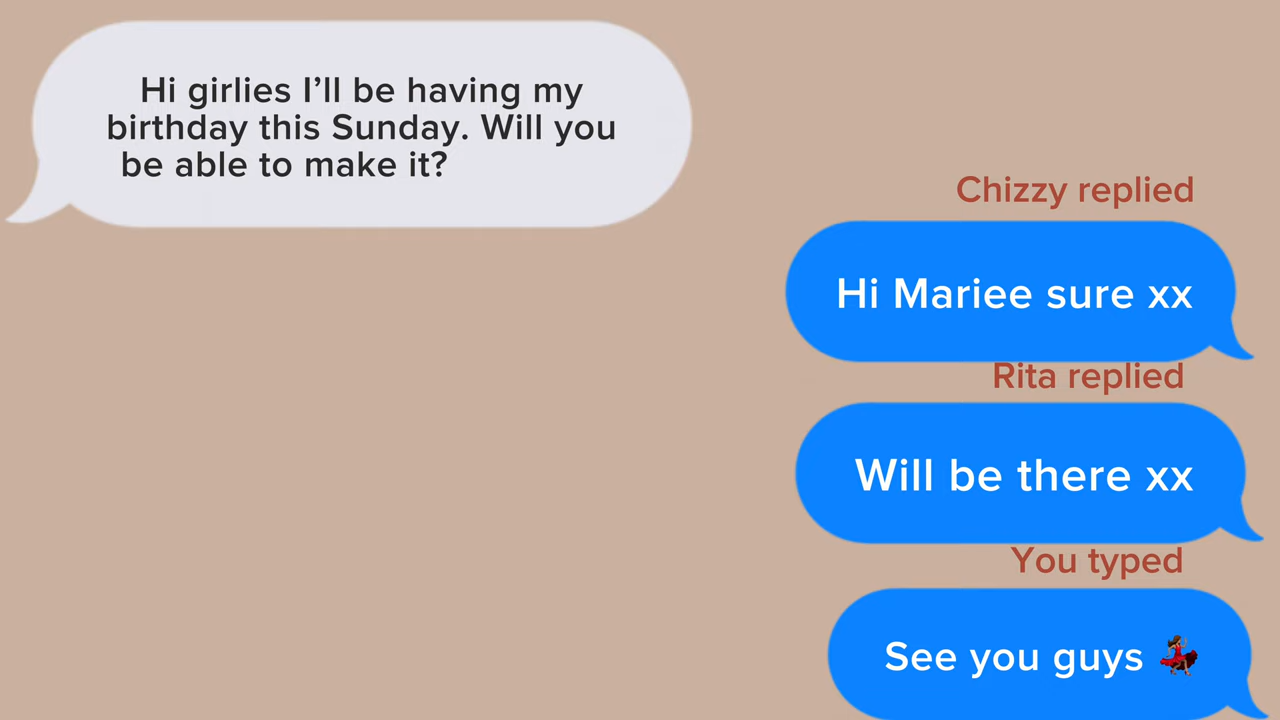 Hi girlies I’ll be having my
birthday this Sunday. Will you
be able to make it?
Chizzy replied
Hi Mariee sure xx
Rita replied
Will be there xx
You typed
See you guys 💃🏾